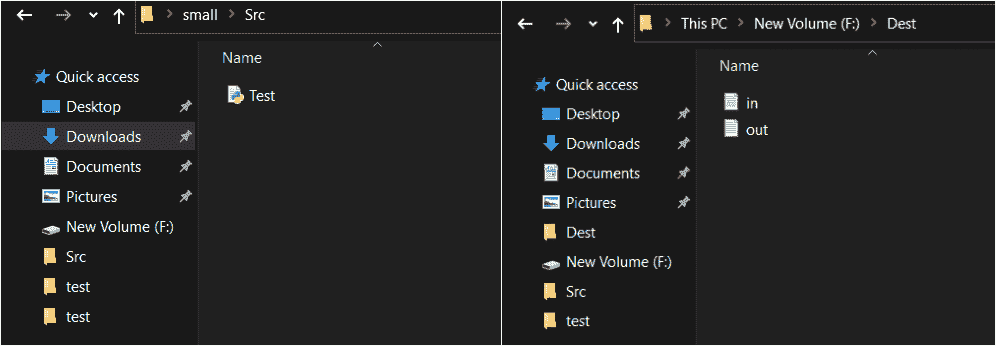 small > Src
Name
Quick access
Test
Desktop
Downloads
Documents
Pictures
New Volume (F:)
Src
test
test
This PC > New Volume (F:) > Dest
Name
Quick access
in
Desktop
out
Downloads
Documents
Pictures
Dest
New Volume (F:)
Src
test